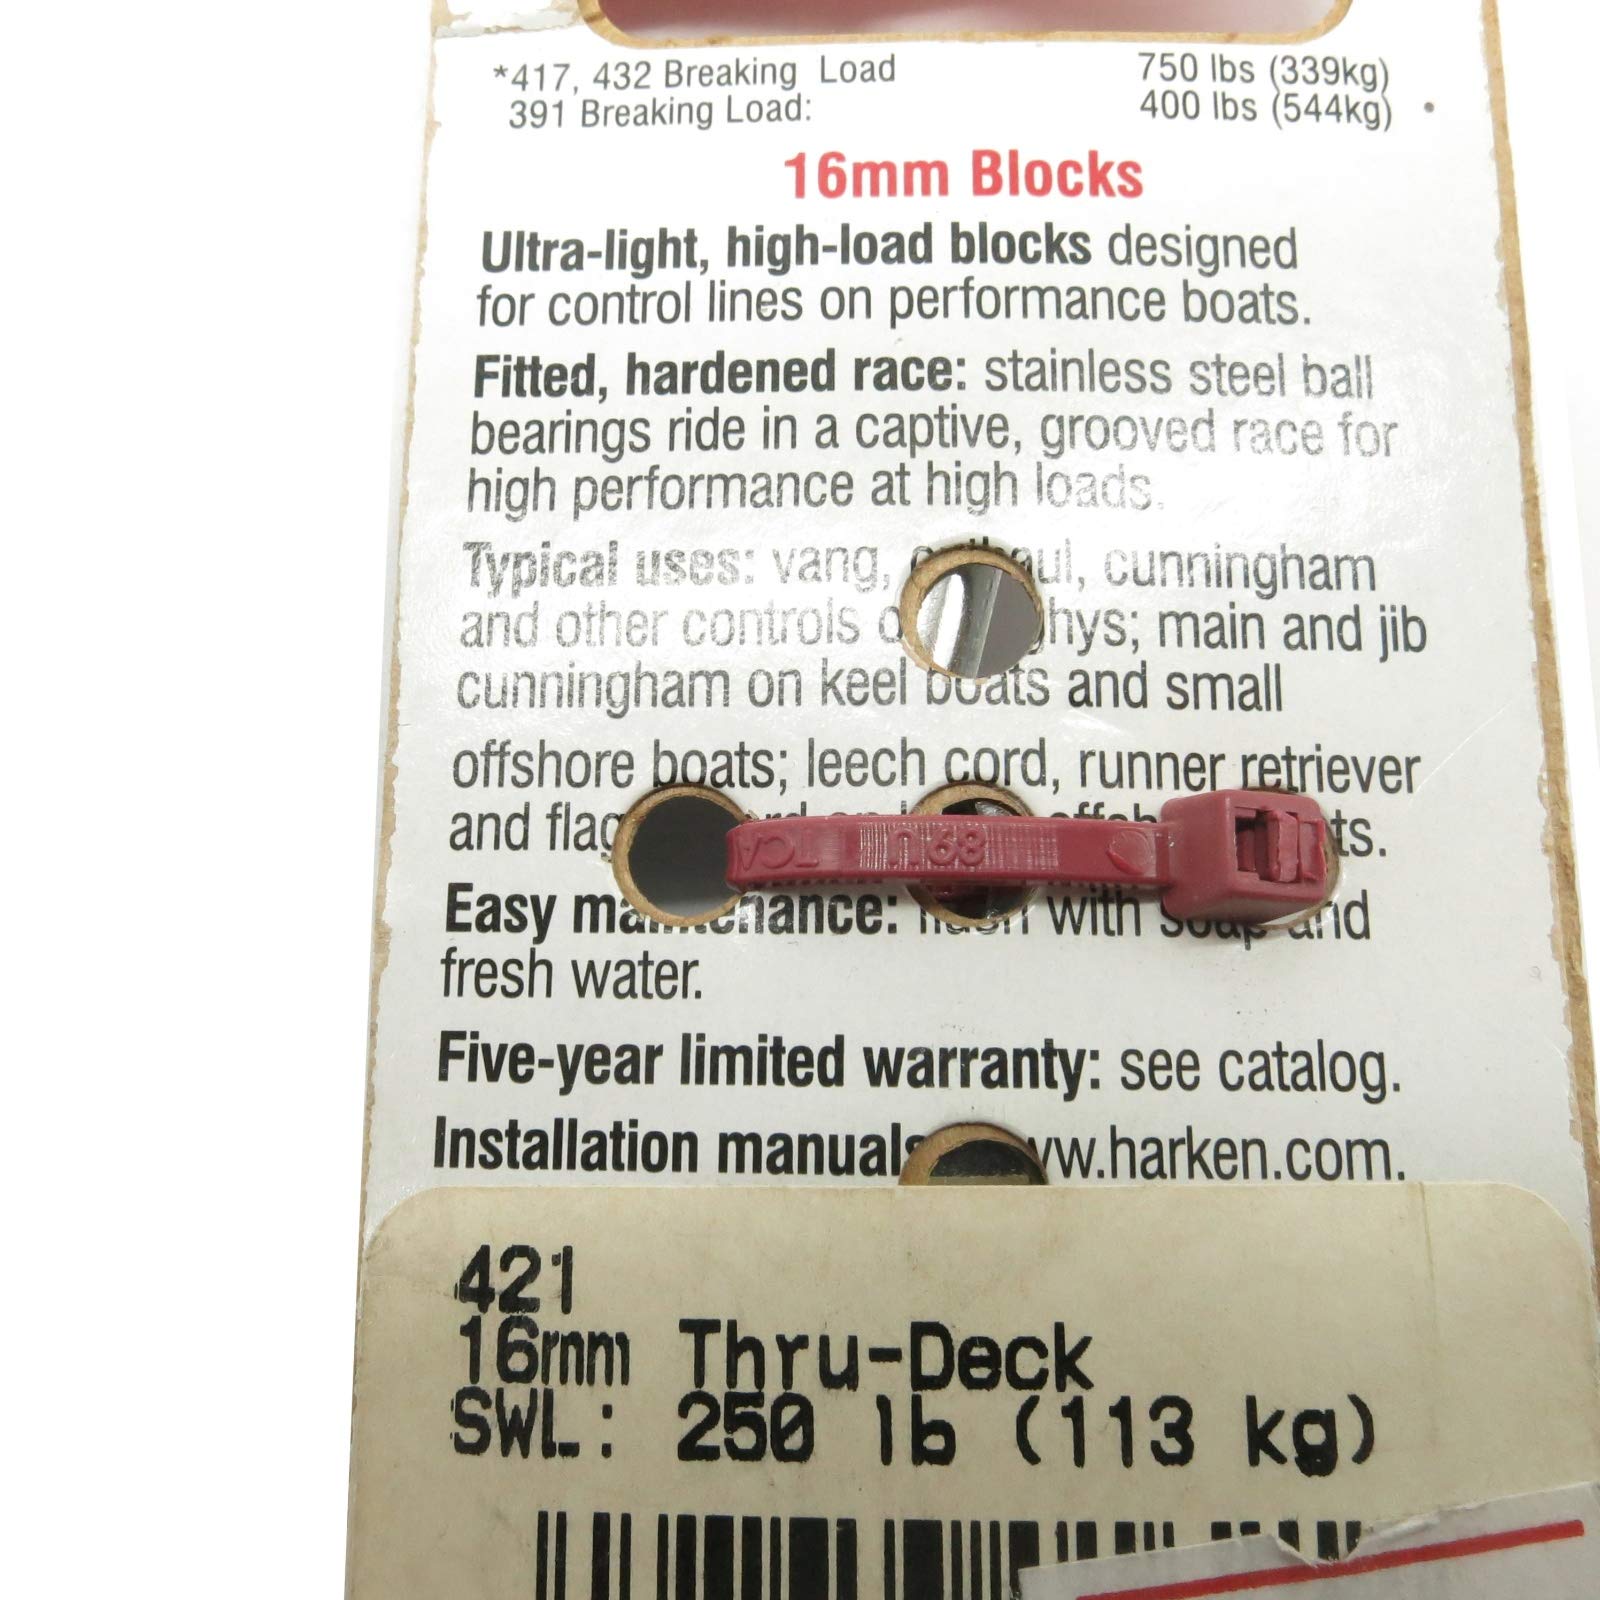 *417, 432 Breaking Load 750 lbs (339kg)
391 Breaking Load: 400 lbs (544kg)
16mm Blocks
Ultra-light, high-load blocks designed
for control lines on performance boats.
Fitted, hardened race: stainless steel ball
bearings ride in a captive, grooved race for
high performance at high loads.
Typical uses: vang, cunningham
and other controls main and jib
cunningham on keel boats and small
offshore boats; leech cord, runner retriever
and
Easy maintenance: flush with soap and
fresh water.
Five-year limited warranty: see catalog.
Installation manuals
421
16mm Thru-Deck
SWL: 250 lb (113 kg)